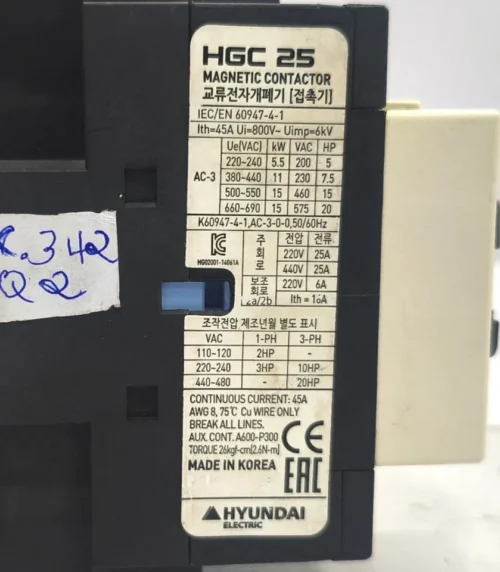 HGC 25
MAGNETIC CONTACTOR
교류전자개폐기 [접촉기]
IEC/EN 60947-4-1
Ith=45A Ui=800V~ Uimp=6kV
AC-3 Ue(VAC) kW VAC HP
220~240 5.5 200 5
380~440 11 230 7.5
500~550 15 460 15
660~690 15 575 20
K60947-4-1,AC-3-0-0,50/60Hz
HG02001-14061A
주회로 전압 전류
220V 25A
440V 25A
보조회로 220V 6A
2a/2b Ith = 16A
조작전압 제조년월 별도 표시
VAC 1-PH 3-PH
110-120 2HP -
220-240 3HP 10HP
440-480 - 20HP
CONTINUOUS CURRENT: 45A
AWG 8, 75℃ Cu WIRE ONLY
BREAK ALL LINES.
AUX. CONT. A600-P300
TORQUE 26kgf-cm(2.6N-m)
CE
MADE IN KOREA
EAC
HYUNDAI
ELECTRIC
.342
Q2